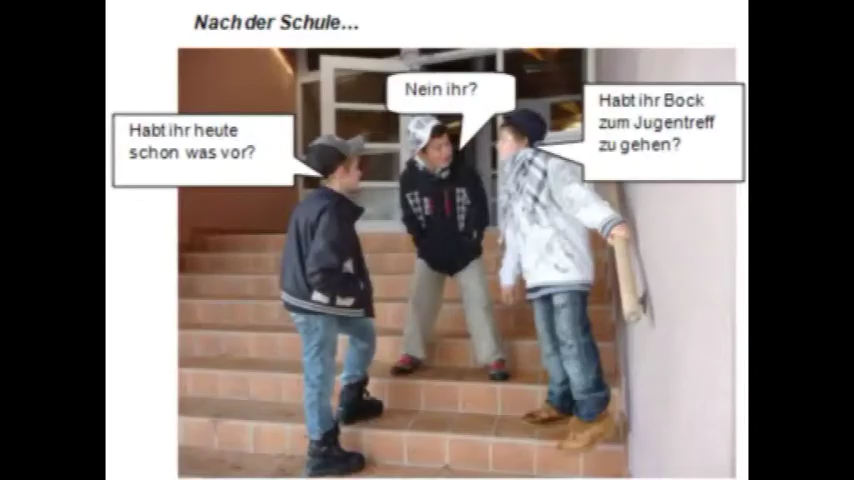 Nach der Schule...
Habt ihr heute
schon was vor?
Nein ihr?
Habt ihr Bock
zum Jugentreff
zu gehen?